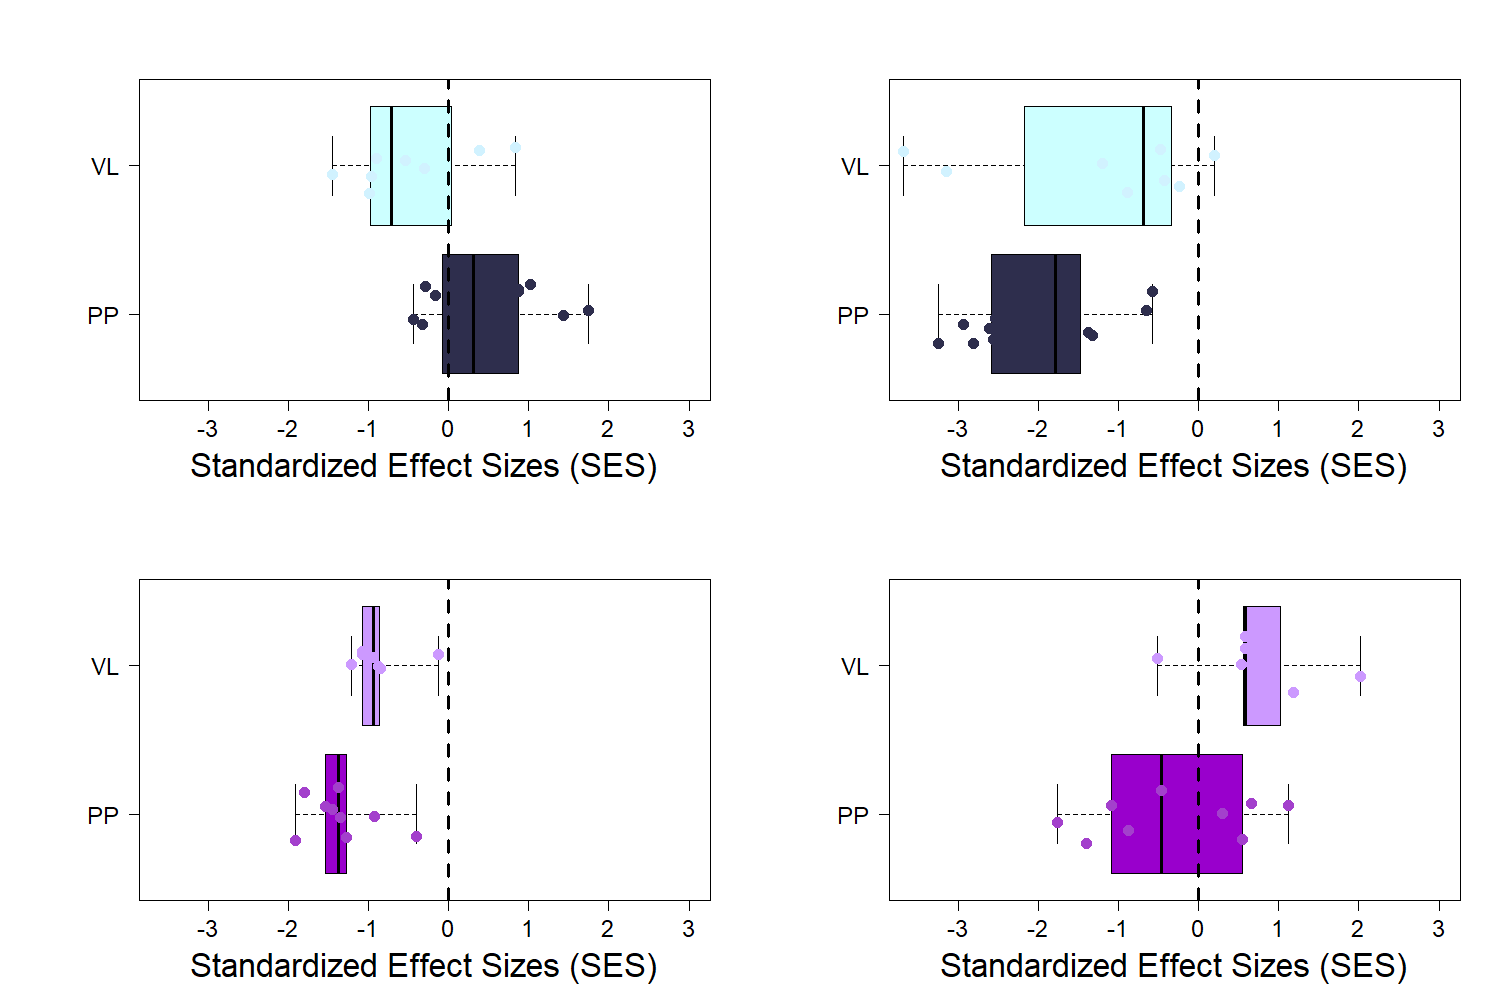 VL
PP
-3 -2 -1 0 1 2 3
Standardized Effect Sizes (SES)
VL
PP
-3 -2 -1 0 1 2 3
Standardized Effect Sizes (SES)
VL
PP
-3 -2 -1 0 1 2 3
Standardized Effect Sizes (SES)
VL
PP
-3 -2 -1 0 1 2 3
Standardized Effect Sizes (SES)